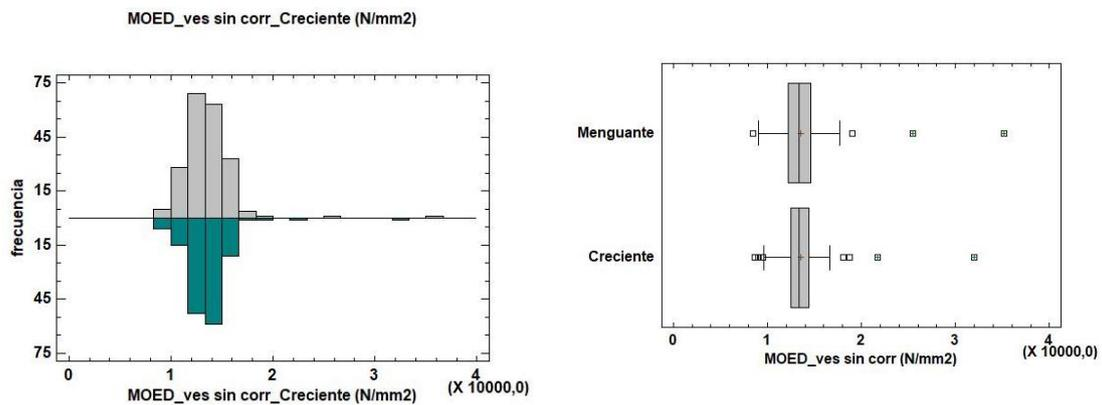 MOED_ves sin corr_Creciente (N/mm2)
75
45
15
15
45
75
frecuencia
0 1 2 3 4
(X 10000,0)
MOED_ves sin corr_Creciente (N/mm2)
Menguante
Creciente
0 1 2 3 4
(X 10000,0)
MOED_ves sin corr (N/mm2)